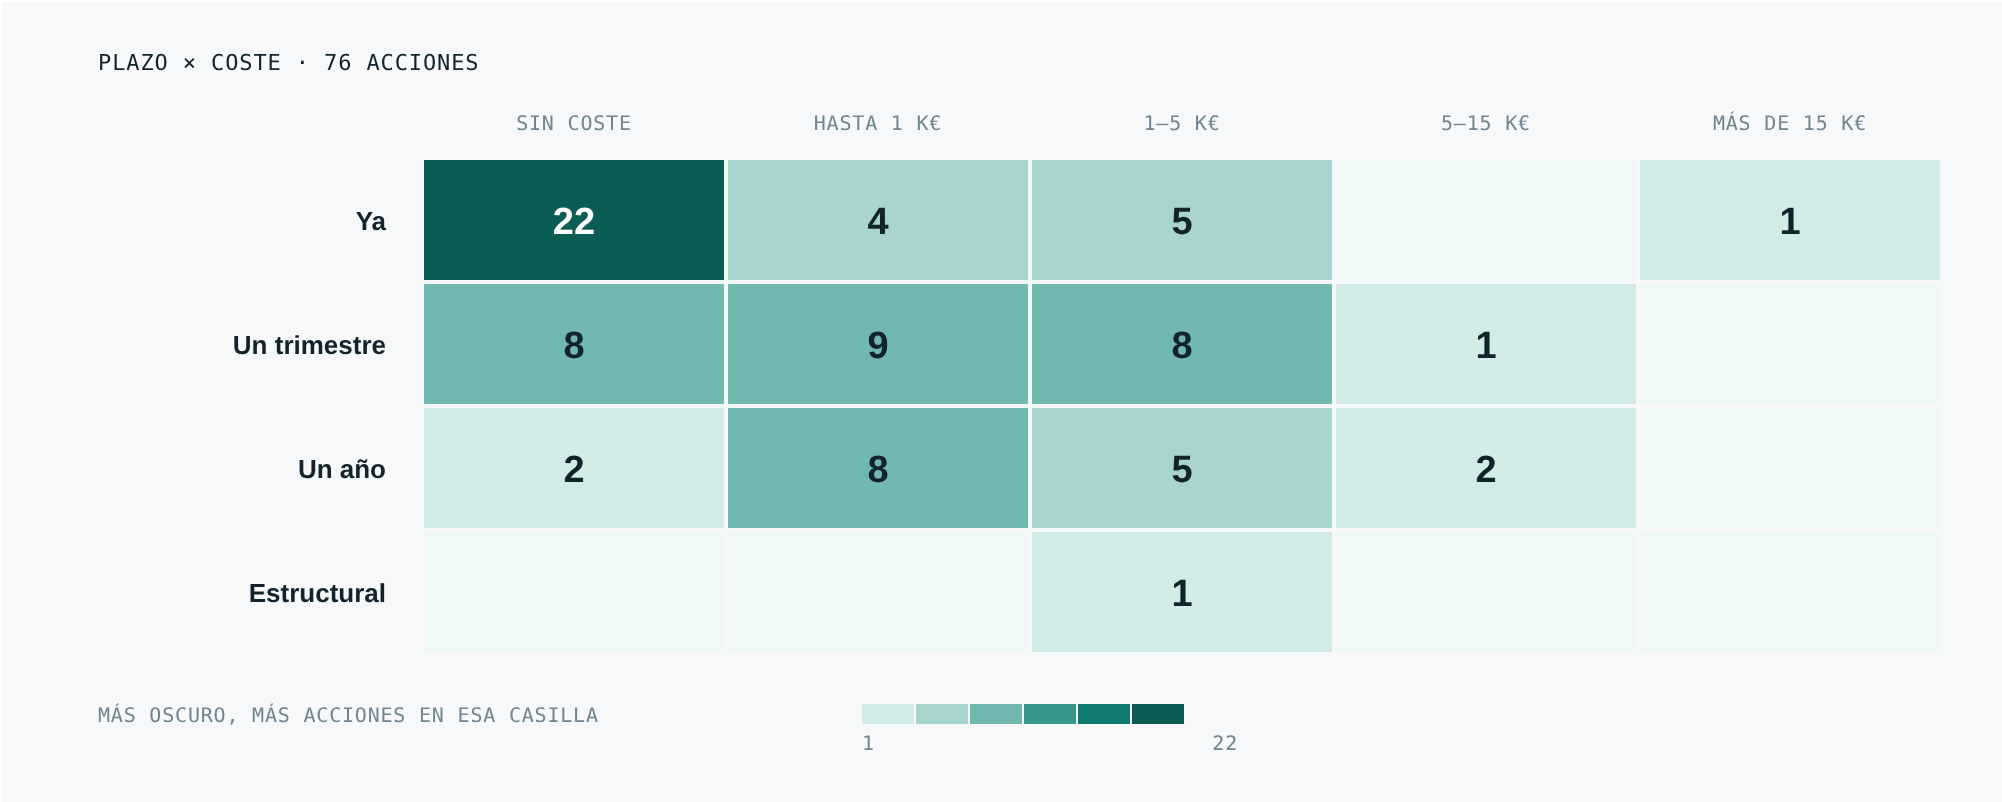 PLAZO × COSTE · 76 ACCIONES
SIN COSTE HASTA 1 K€ 1–5 K€ 5–15 K€ MÁS DE 15 K€
Ya 22 4 5 1
Un trimestre 8 9 8 1
Un año 2 8 5 2
Estructural 1
MÁS OSCURO, MÁS ACCIONES EN ESA CASILLA
1 22